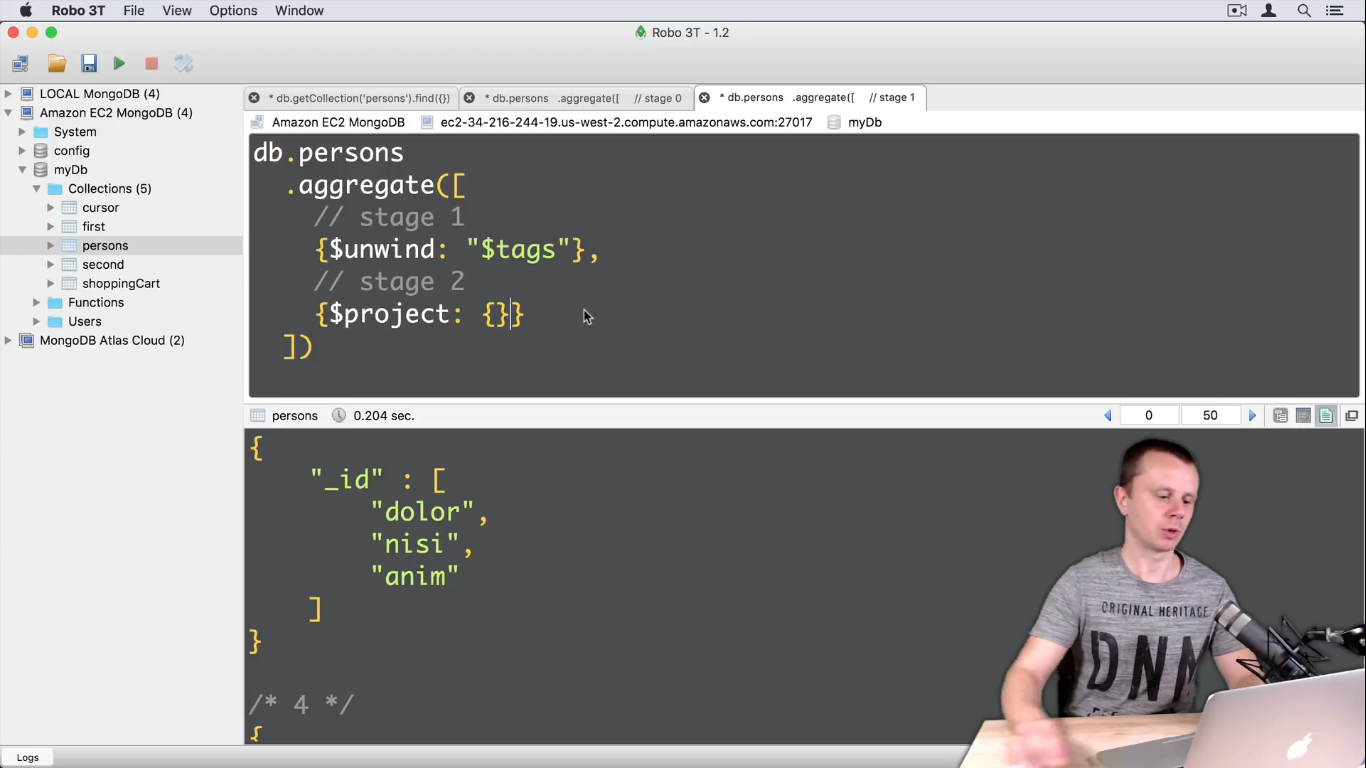 Robo 3T File View Options Window
Robo 3T - 1.2
LOCAL MongoDB (4)
Amazon EC2 MongoDB (4)
System
config
myDb
Collections (5)
cursor
first
persons
second
shoppingCart
Functions
Users
MongoDB Atlas Cloud (2)
* db.getCollection('persons').find({}) * db.persons .aggregate([ // stage 0 * db.persons .aggregate([ // stage 1
Amazon EC2 MongoDB ec2-34-216-244-19.us-west-2.compute.amazonaws.com:27017 myDb
db.persons
.aggregate([
// stage 1
{$unwind: "$tags"},
// stage 2
{$project: {}}
])
persons 0.204 sec. 0 50
{
"_id" : [
"dolor",
"nisi",
"anim"
]
}
/* 4 */
{
ORIGINAL HERITAGE
DNM
Logs